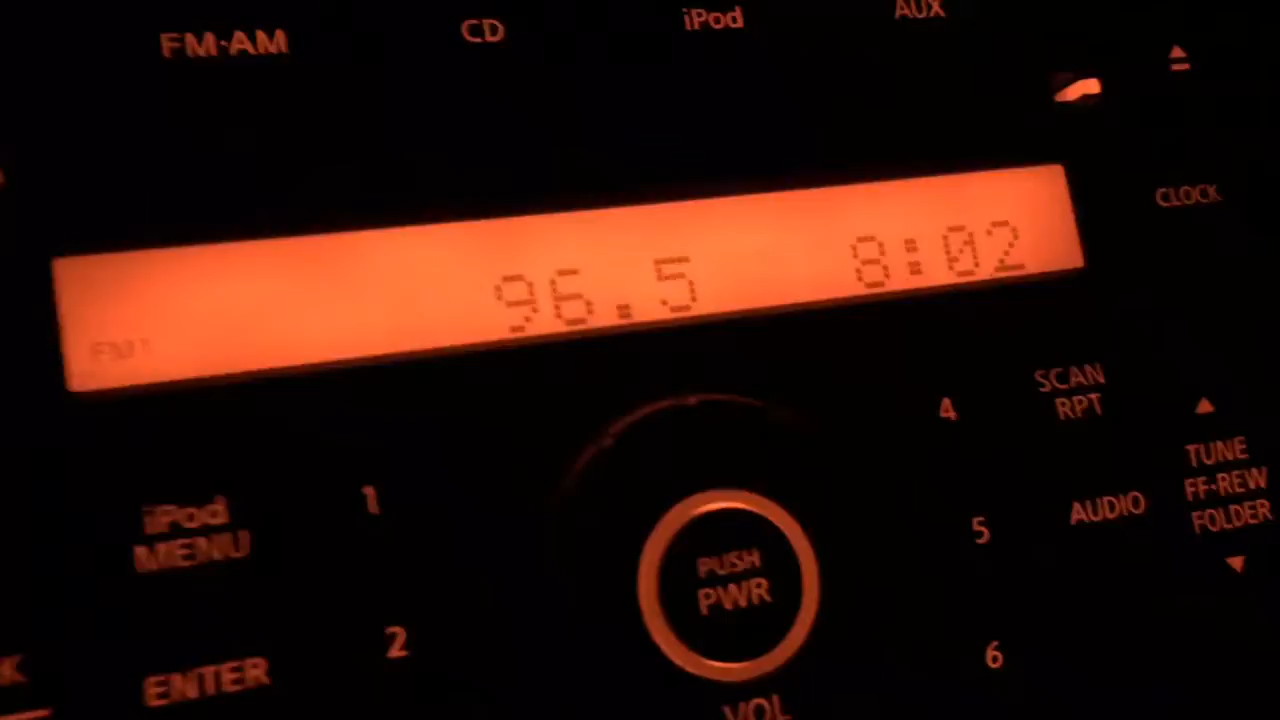 FM·AM
CD
iPod
AUX
CLOCK
FM1
96.5
8:02
SCAN
RPT
4
TUNE
FF·REW
FOLDER
AUDIO
5
iPod
MENU
1
PUSH
PWR
2
6
ENTER
VOL